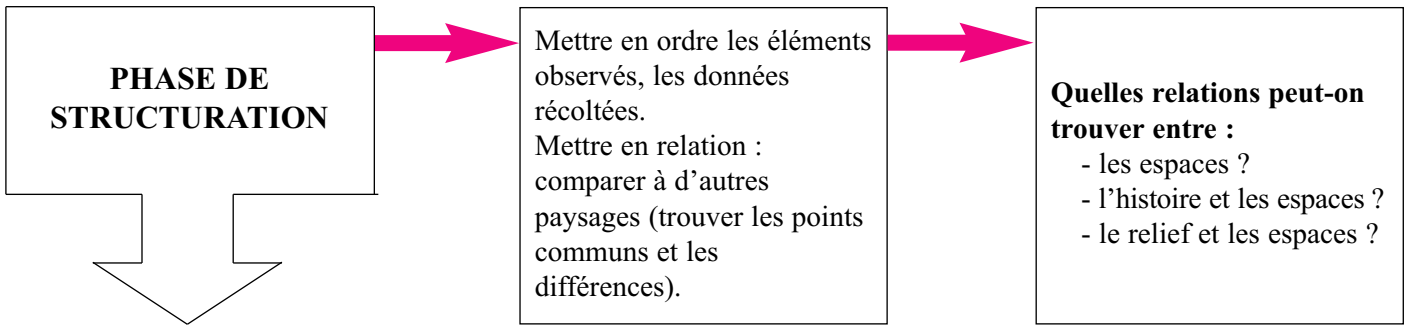 PHASE DE
STRUCTURATION
Mettre en ordre les éléments
observés, les données
récoltées.
Mettre en relation :
comparer à d’autres
paysages (trouver les points
communs et les
différences).
Quelles relations peut-on
trouver entre :
- les espaces ?
- l’histoire et les espaces ?
- le relief et les espaces ?